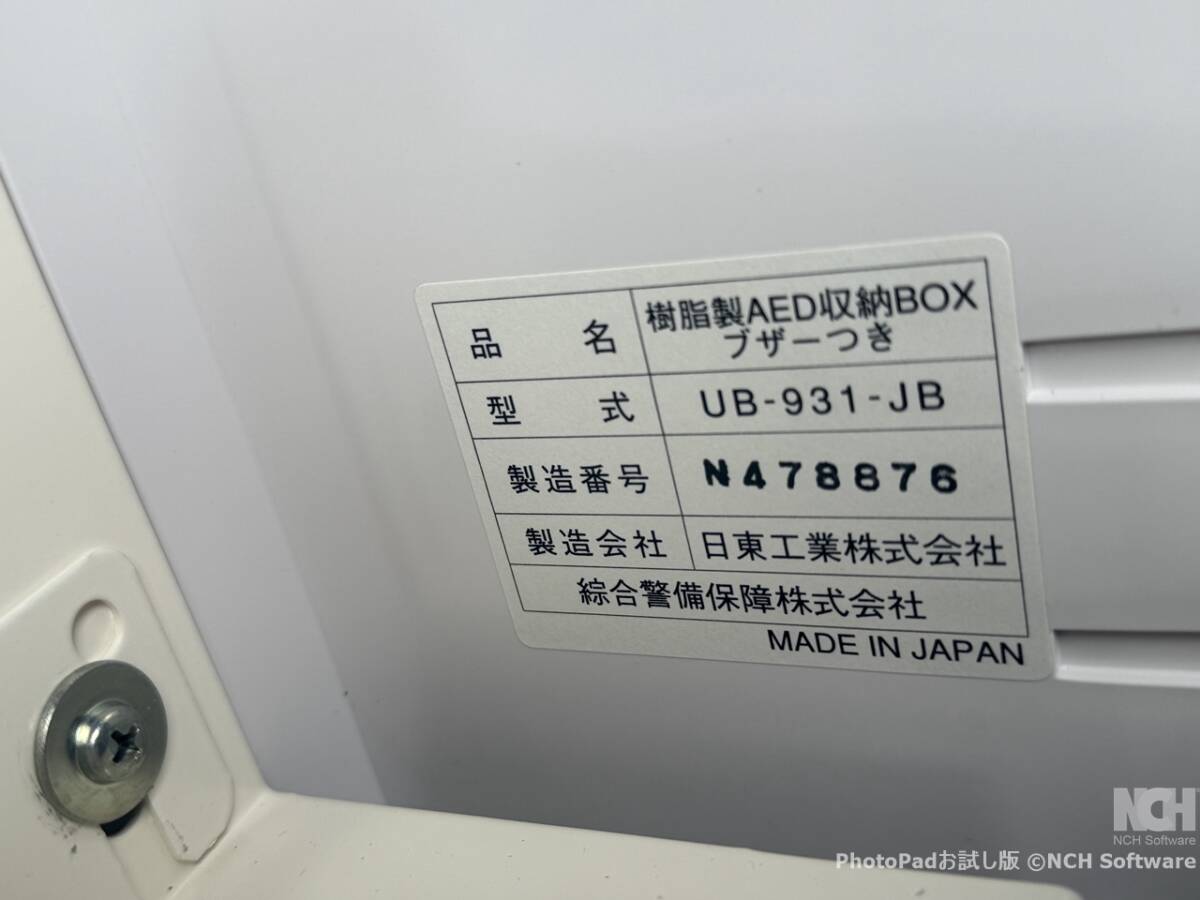 品 名 樹脂製AED収納BOX
ブザーつき
型 式 UB-931-JB
製造番号 N478876
製造会社 日東工業株式会社
綜合警備保障株式会社
MADE IN JAPAN
NCH
NCH Software
PhotoPadお試し版 ©NCH Software